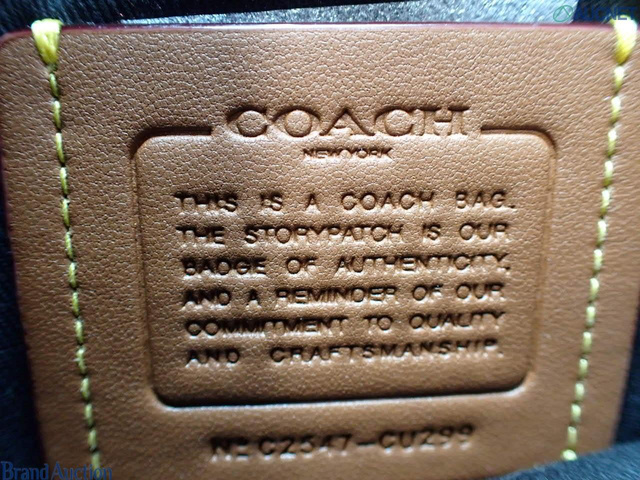 COACH
NEW YORK
THIS IS A COACH BAG.
THE STORYPATCH IS OUR
BADGE OF AUTHENTICITY,
AND A REMINDER OF OUR
COMMITMENT TO QUALITY
AND CRAFTSMANSHIP.
Nº C2547-CU299
Brand Auction